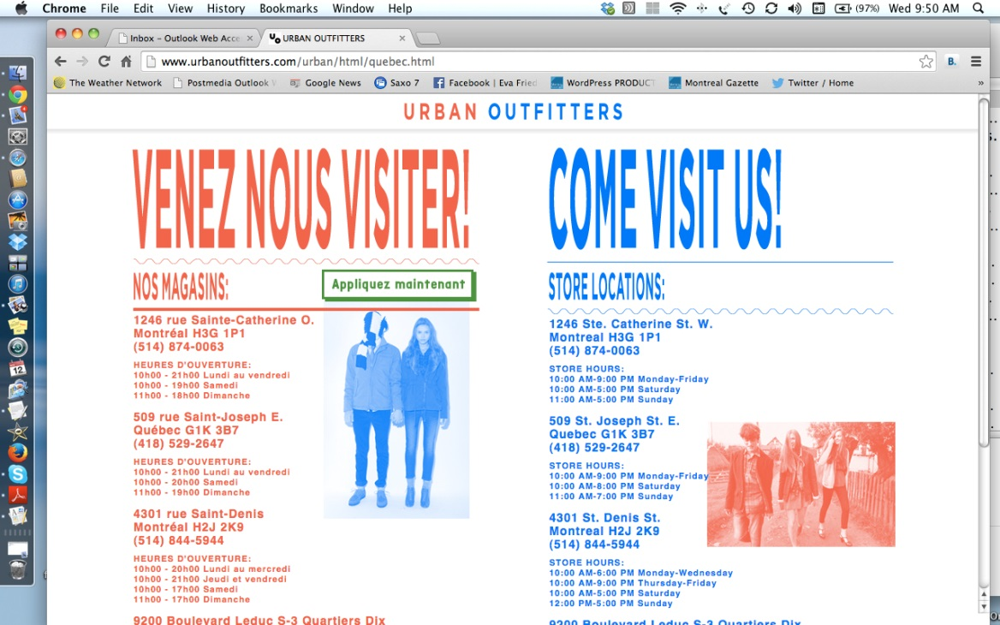 Chrome File Edit View History Bookmarks Window Help
(97%) Wed 9:50 AM
Inbox – Outlook Web Acce
URBAN OUTFITTERS
www.urbanoutfitters.com/urban/html/quebec.html
B.
The Weather Network Postmedia Outlook Google News Saxo 7 Facebook | Eva Fried WordPress PRODUCT Montreal Gazette Twitter / Home »
URBAN OUTFITTERS
VENEZ NOUS VISITER!
NOS MAGASINS:
Appliquez maintenant
1246 rue Sainte-Catherine O.
Montréal H3G 1P1
(514) 874-0063
HEURES D'OUVERTURE:
10h00 - 21h00 Lundi au vendredi
10h00 - 19h00 Samedi
11h00 - 18h00 Dimanche
509 rue Saint-Joseph E.
Québec G1K 3B7
(418) 529-2647
HEURES D'OUVERTURE:
10h00 - 21h00 Lundi au vendredi
10h00 - 20h00 Samedi
11h00 - 19h00 Dimanche
4301 rue Saint-Denis
Montréal H2J 2K9
(514) 844-5944
HEURES D'OUVERTURE:
10h00 - 20h00 Lundi au mercredi
10h00 - 21h00 Jeudi et vendredi
10h00 - 17h00 Samedi
11h00 - 17h00 Dimanche
9200 Boulevard Leduc S-3 Quartiers Dix
COME VISIT US!
STORE LOCATIONS:
1246 Ste. Catherine St. W.
Montreal H3G 1P1
(514) 874-0063
STORE HOURS:
10:00 AM-9:00 PM Monday-Friday
10:00 AM-5:00 PM Saturday
11:00 AM-5:00 PM Sunday
509 St. Joseph St. E.
Quebec G1K 3B7
(418) 529-2647
STORE HOURS:
10:00 AM-9:00 PM Monday-Friday
10:00 AM-8:00 PM Saturday
11:00 AM-7:00 PM Sunday
4301 St. Denis St.
Montreal H2J 2K9
(514) 844-5944
STORE HOURS:
10:00 AM-6:00 PM Monday-Wednesday
10:00 AM-9:00 PM Thursday-Friday
10:00 AM-5:00 PM Saturday
12:00 PM-5:00 PM Sunday
9200 Boulevard Leduc S-3 Quartiers Dix
12